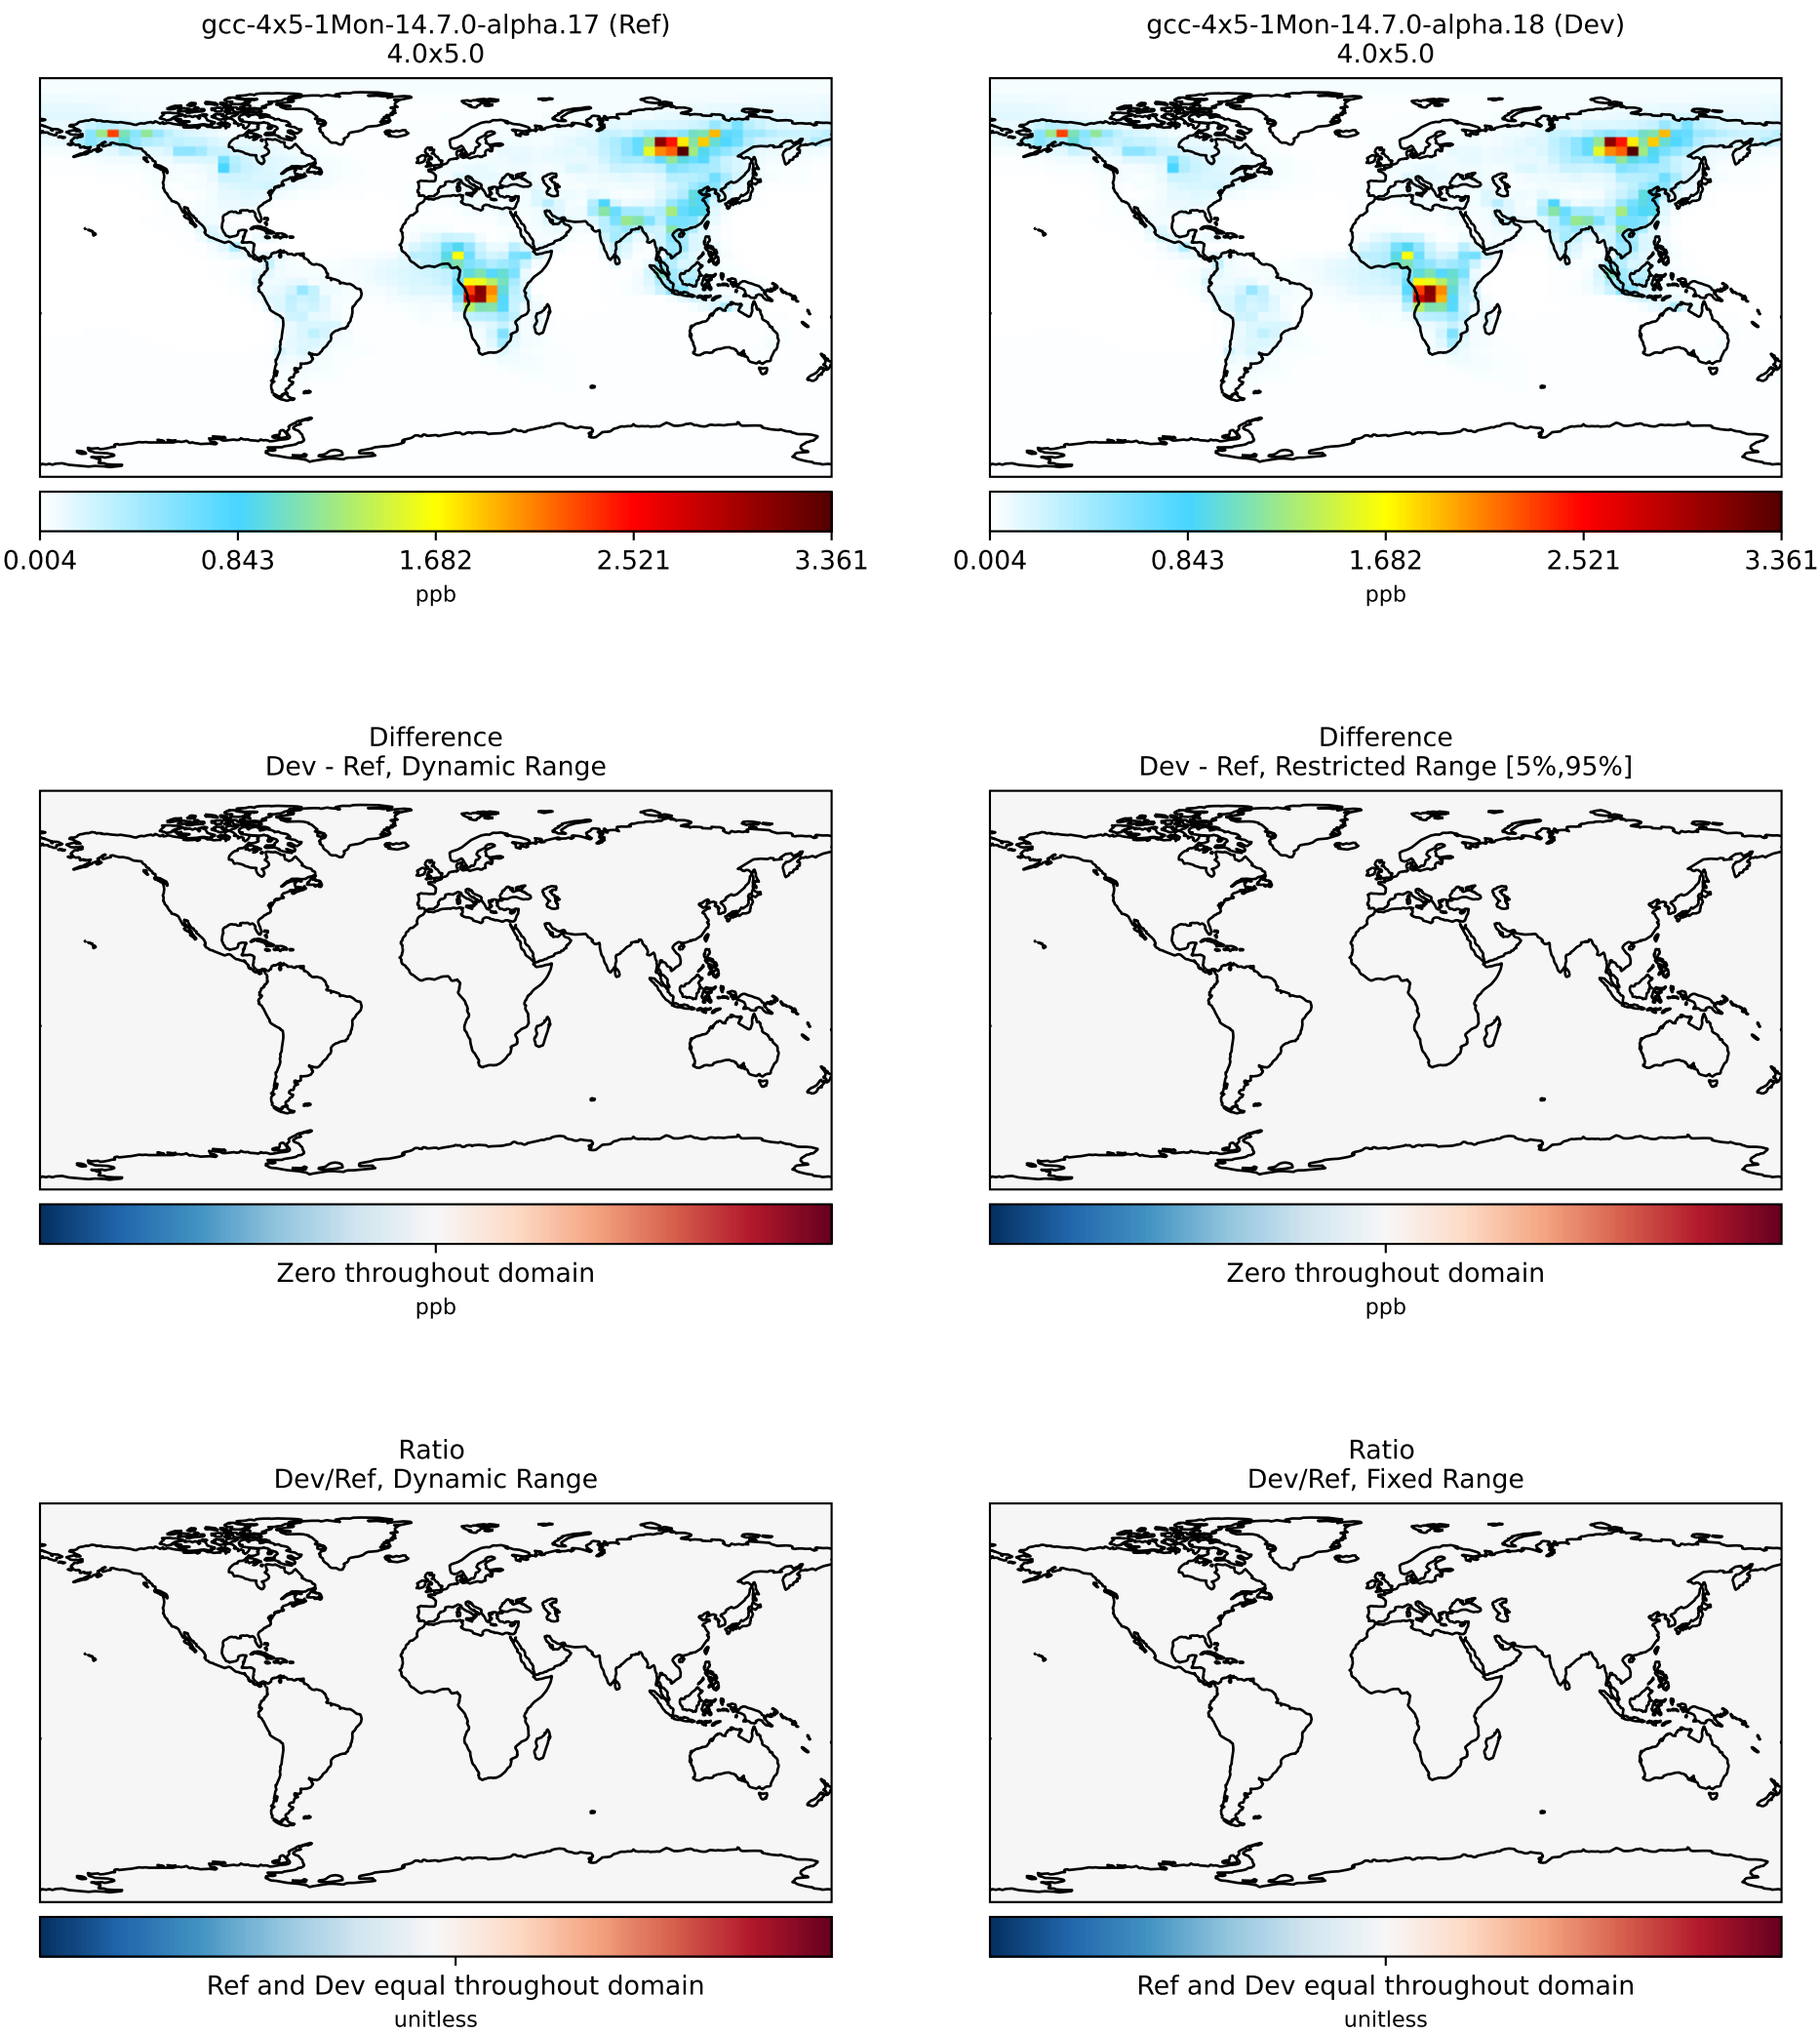 gcc-4x5-1Mon-14.7.0-alpha.17 (Ref)
4.0x5.0
gcc-4x5-1Mon-14.7.0-alpha.18 (Dev)
4.0x5.0
0.004 0.843 1.682 2.521 3.361
ppb
0.004 0.843 1.682 2.521 3.361
ppb
Difference
Dev - Ref, Dynamic Range
Difference
Dev - Ref, Restricted Range [5%,95%]
Zero throughout domain
ppb
Zero throughout domain
ppb
Ratio
Dev/Ref, Dynamic Range
Ratio
Dev/Ref, Fixed Range
Ref and Dev equal throughout domain
unitless
Ref and Dev equal throughout domain
unitless